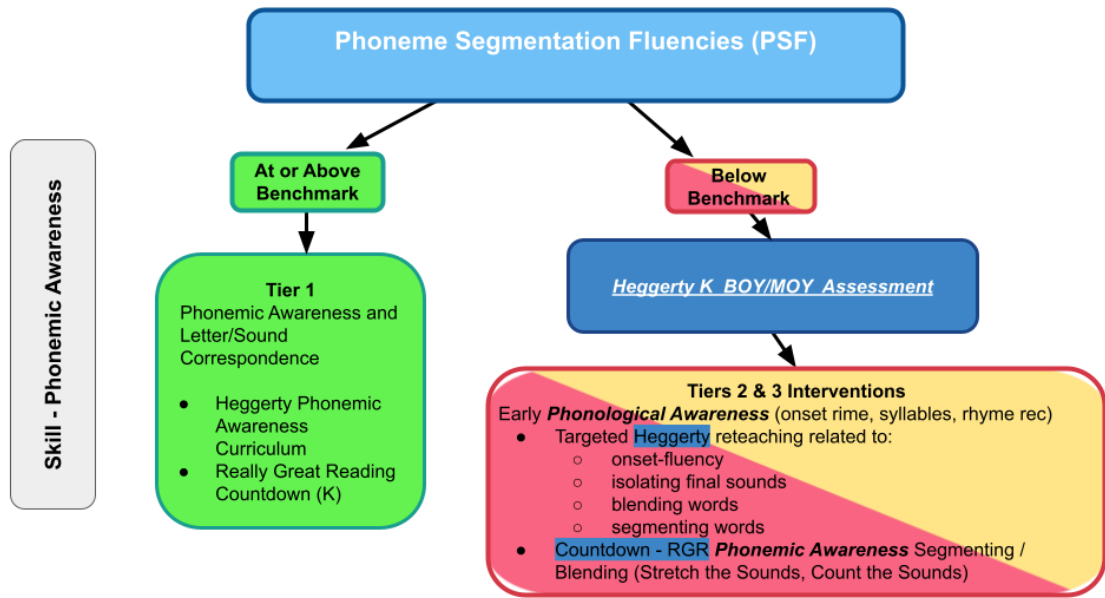 Phoneme Segmentation Fluencies (PSF)
Skill - Phonemic Awareness
At or Above
Benchmark
Below
Benchmark
Tier 1
Phonemic Awareness and
Letter/Sound
Correspondence
● Heggerty Phonemic
Awareness
Curriculum
● Really Great Reading
Countdown (K)
Heggerty K BOY/MOY Assessment
Tiers 2 & 3 Interventions
Early Phonological Awareness (onset rime, syllables, rhyme rec)
● Targeted Heggerty reteaching related to:
○ onset-fluency
○ isolating final sounds
○ blending words
○ segmenting words
● Countdown - RGR Phonemic Awareness Segmenting /
Blending (Stretch the Sounds, Count the Sounds)